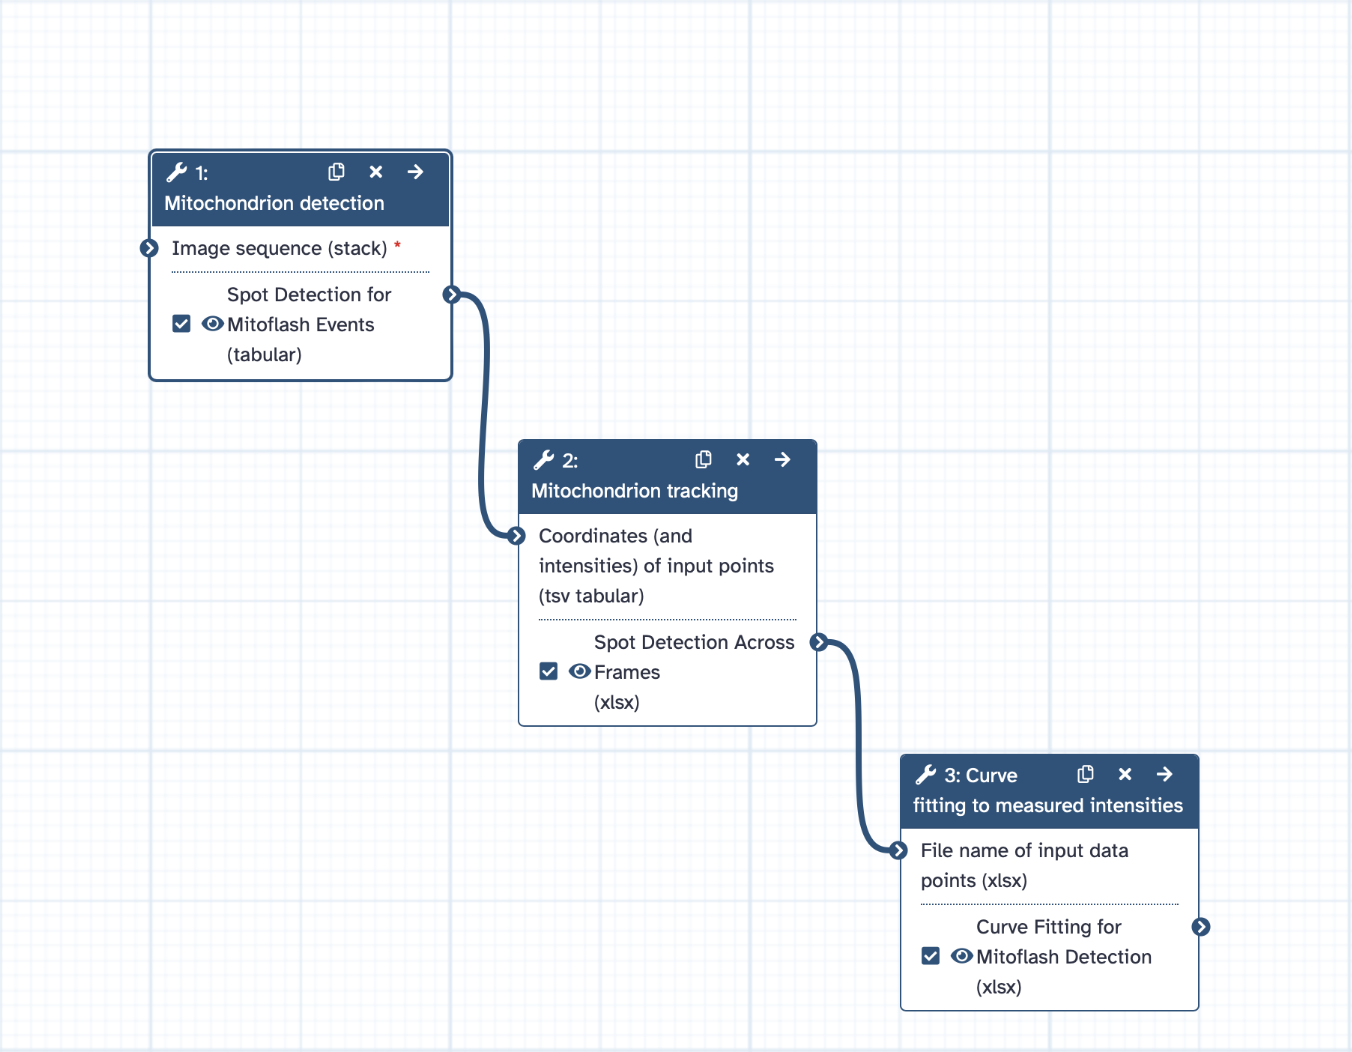 1:
Mitochondrion detection
Image sequence (stack) *
Spot Detection for
Mitoflash Events
(tabular)
2:
Mitochondrion tracking
Coordinates (and
intensities) of input points
(tsv tabular)
Spot Detection Across
Frames
(xlsx)
3: Curve
fitting to measured intensities
File name of input data
points (xlsx)
Curve Fitting for
Mitoflash Detection
(xlsx)